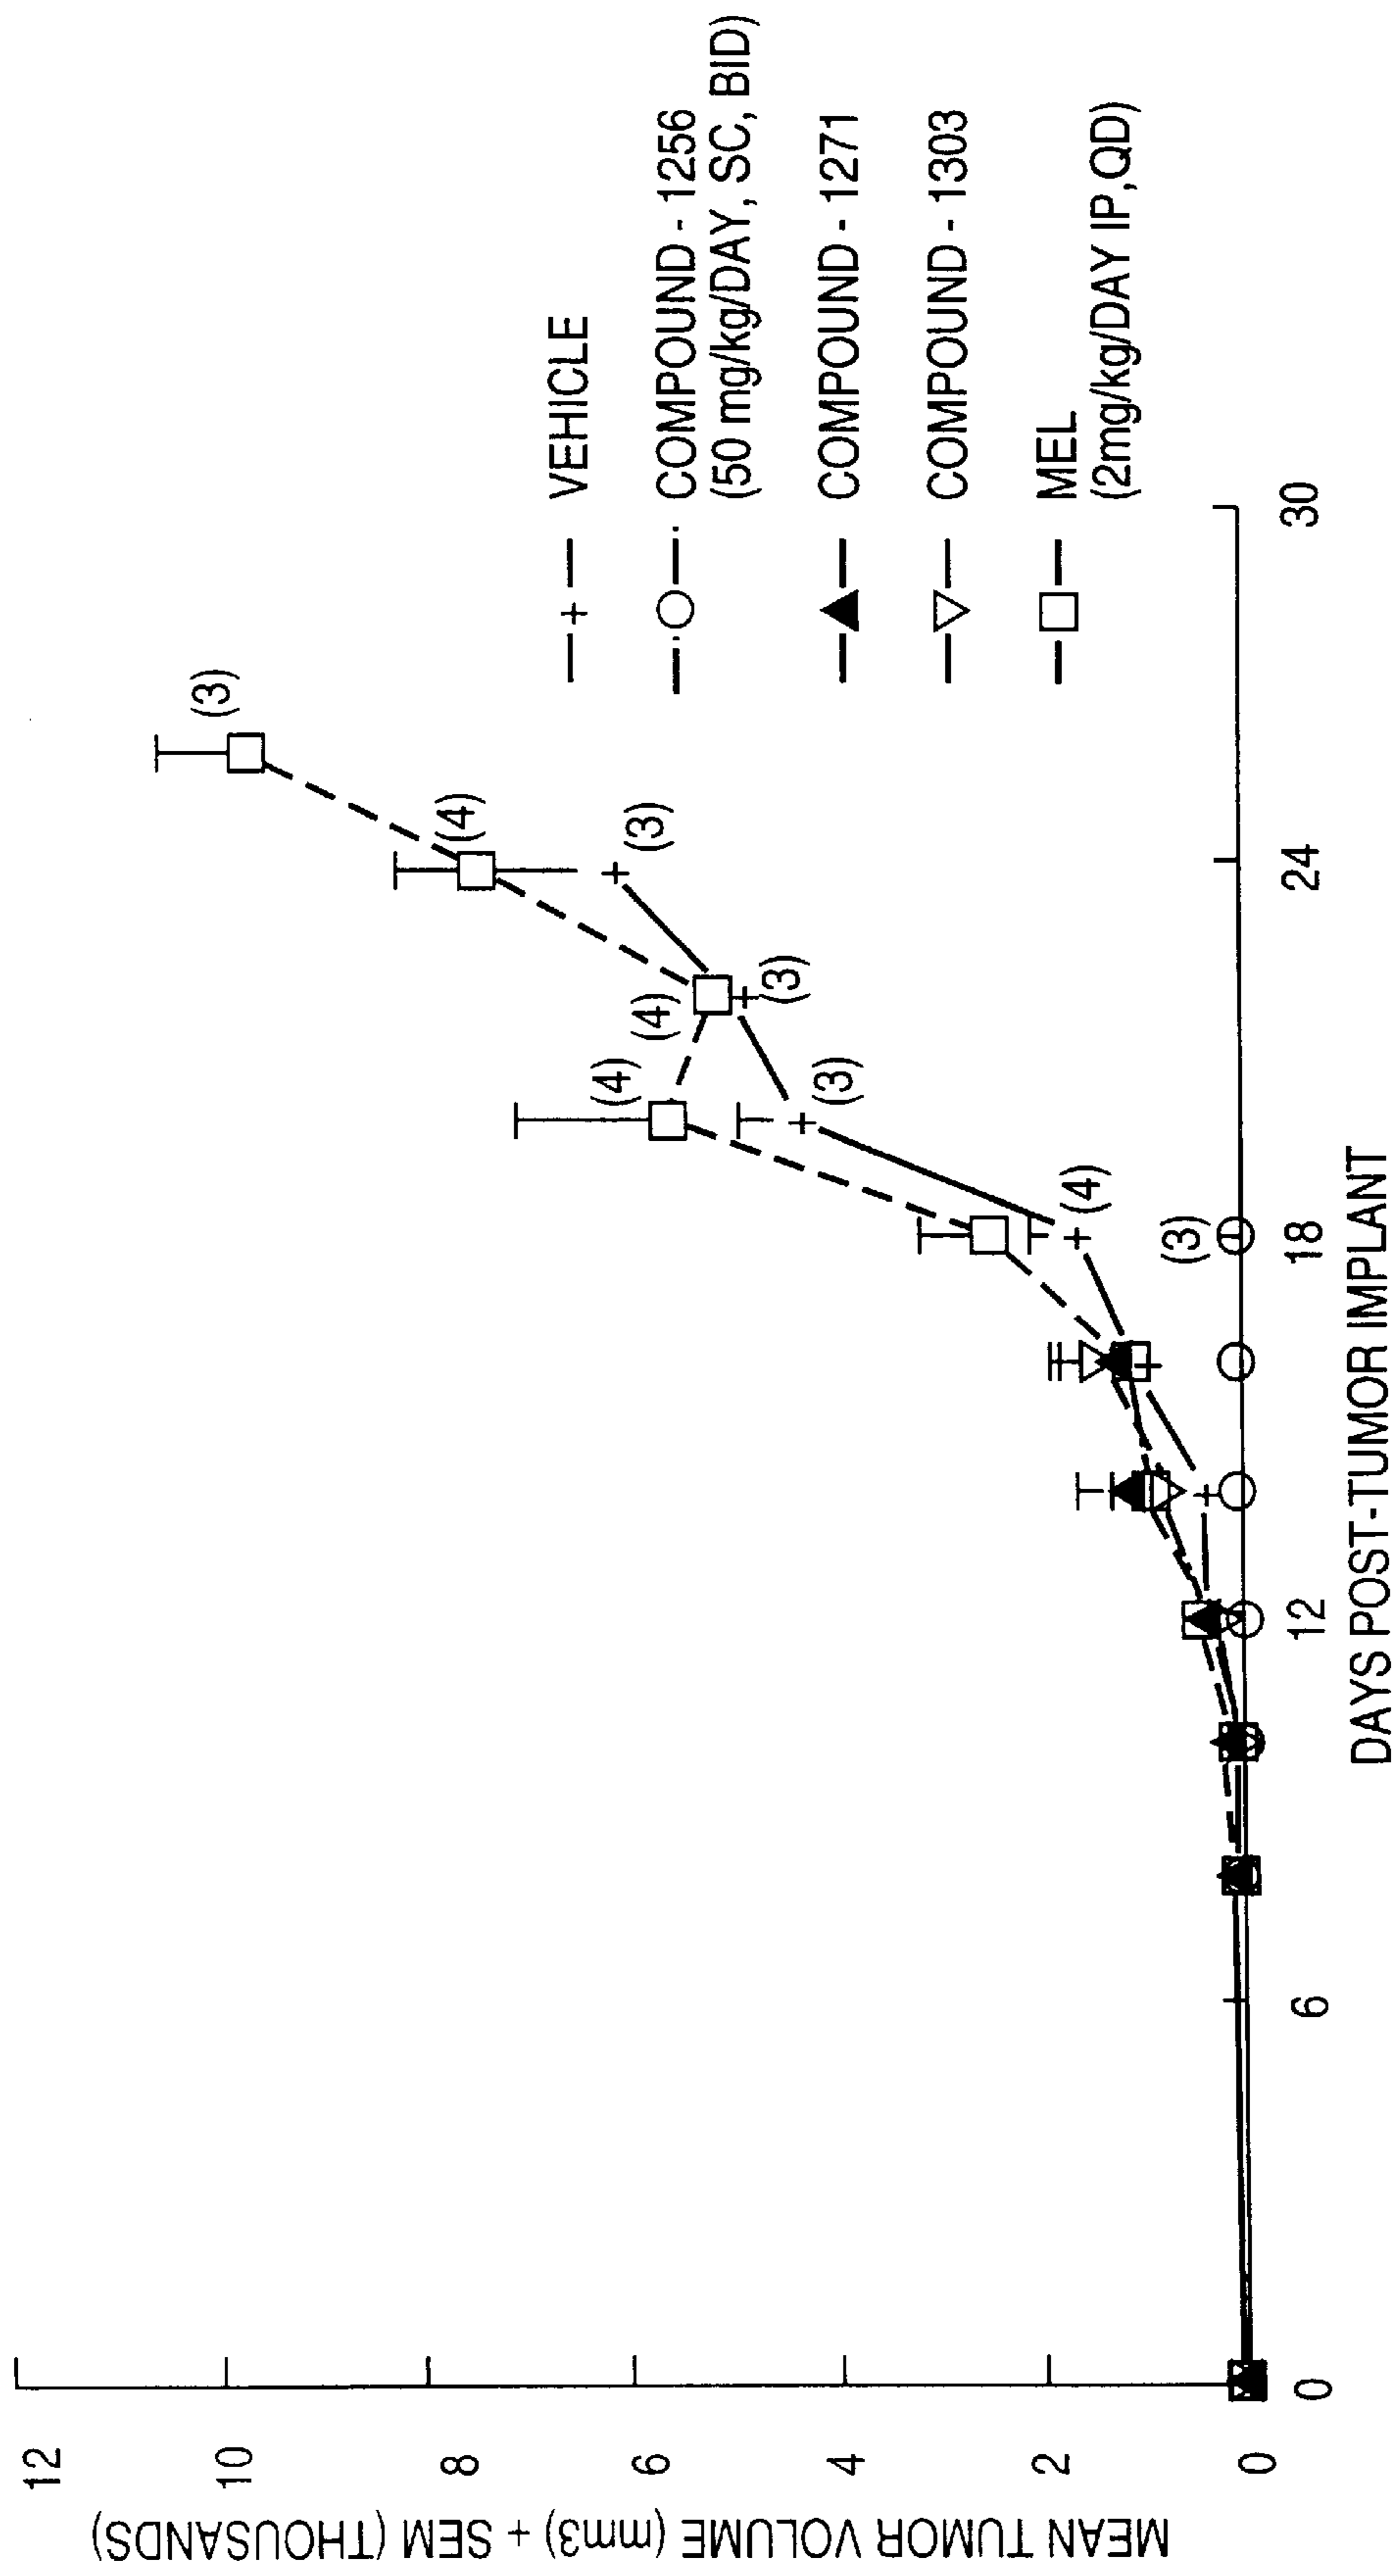 MEAN TUMOR VOLUME (mm3) + SEM (THOUSANDS)
12
10
8
6
4
2
0
0
6
12
18
24
30
DAYS POST-TUMOR IMPLANT
(3)
(4)
(3)
(4)
(3)
(4)
(3)
(4)
(3)
VEHICLE
COMPOUND - 1256
(50 mg/kg/DAY, SC, BID)
COMPOUND - 1271
COMPOUND - 1303
MEL
(2mg/kg/DAY IP,QD)